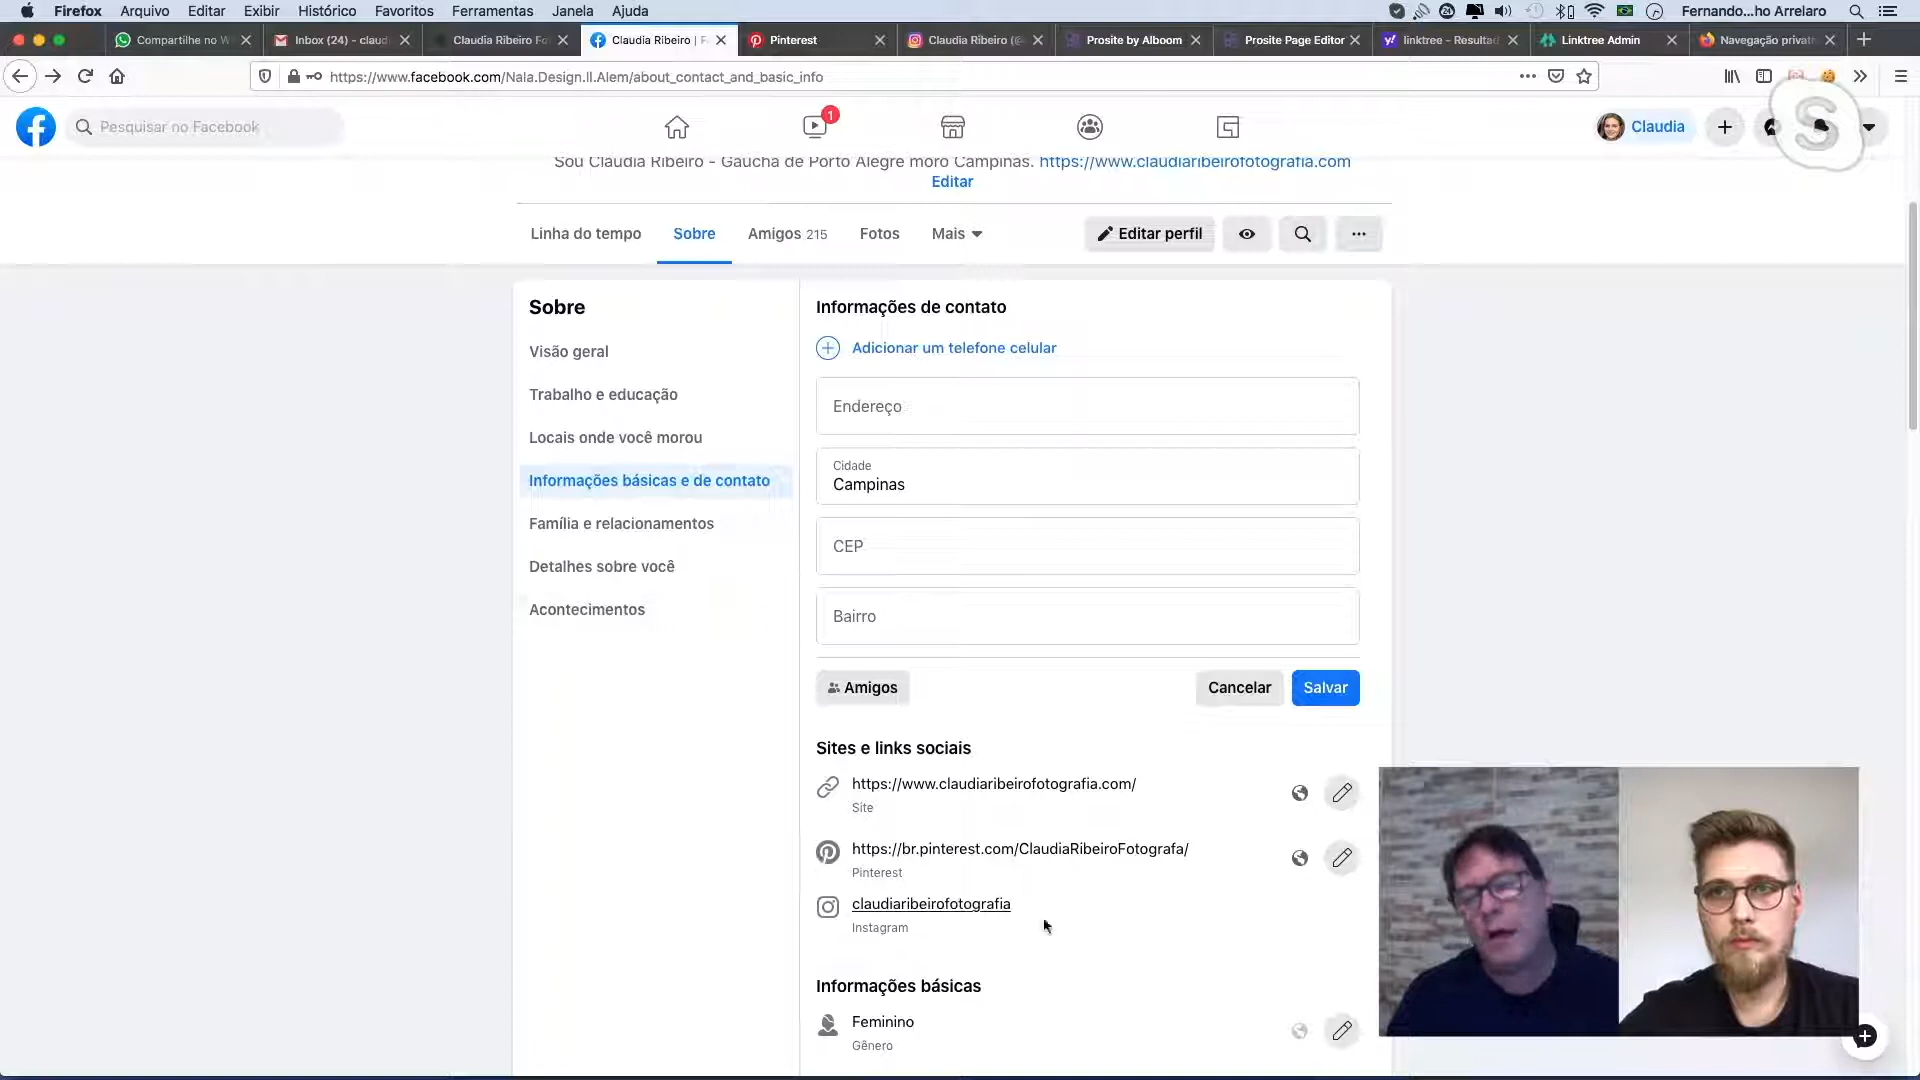 Firefox Arquivo Editar Exibir Histórico Favoritos Ferramentas Janela Ajuda Fernando...ho Arrelaro
Compartilhe no W Inbox (24) - claud Claudia Ribeiro Fo Claudia Ribeiro | F Pinterest Claudia Ribeiro (@ Prosite by Alboom Prosite Page Editor linktree - Resultad Linktree Admin Navegação privati
https://www.facebook.com/Nala.Design.II.Alem/about_contact_and_basic_info
Pesquisar no Facebook
1
Claudia
Sou Claudia Ribeiro - Gaúcha de Porto Alegre moro Campinas. https://www.claudiaribeirofotografia.com
Editar
Linha do tempo Sobre Amigos 215 Fotos Mais Editar perfil
Sobre
Visão geral
Trabalho e educação
Locais onde você morou
Informações básicas e de contato
Família e relacionamentos
Detalhes sobre você
Acontecimentos
Informações de contato
Adicionar um telefone celular
Endereço
Cidade
Campinas
CEP
Bairro
Amigos Cancelar Salvar
Sites e links sociais
https://www.claudiaribeirofotografia.com/
Site
https://br.pinterest.com/ClaudiaRibeiroFotografa/
Pinterest
claudiaribeirofotografia
Instagram
Informações básicas
Feminino
Gênero